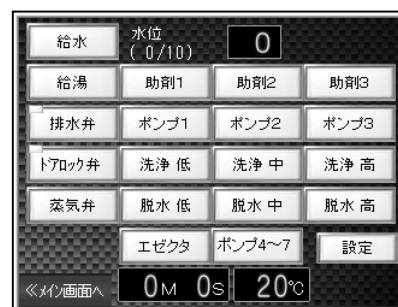 給水 水位 0
( 0/10)
給湯 助剤1 助剤2 助剤3
排水弁 ポンプ1 ポンプ2 ポンプ3
ドアロック弁 洗浄 低 洗浄 中 洗浄 高
蒸気弁 脱水 低 脱水 中 脱水 高
エゼクタ ポンプ4〜7 設定
≪メイン画面へ 0M 0S 20℃